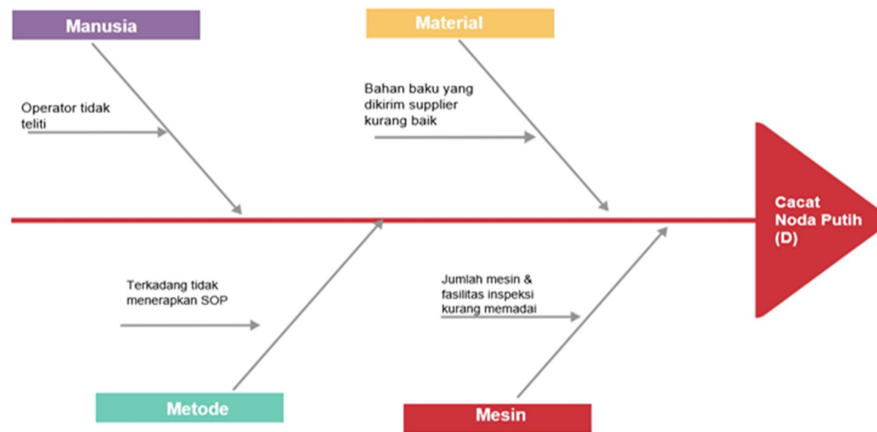 Manusia
Material
Operator tidak
teliti
Bahan baku yang
dikirim supplier
kurang baik
Cacat
Noda Putih
(D)
Terkadang tidak
menerapkan SOP
Jumlah mesin &
fasilitas inspeksi
kurang memadai
Metode
Mesin